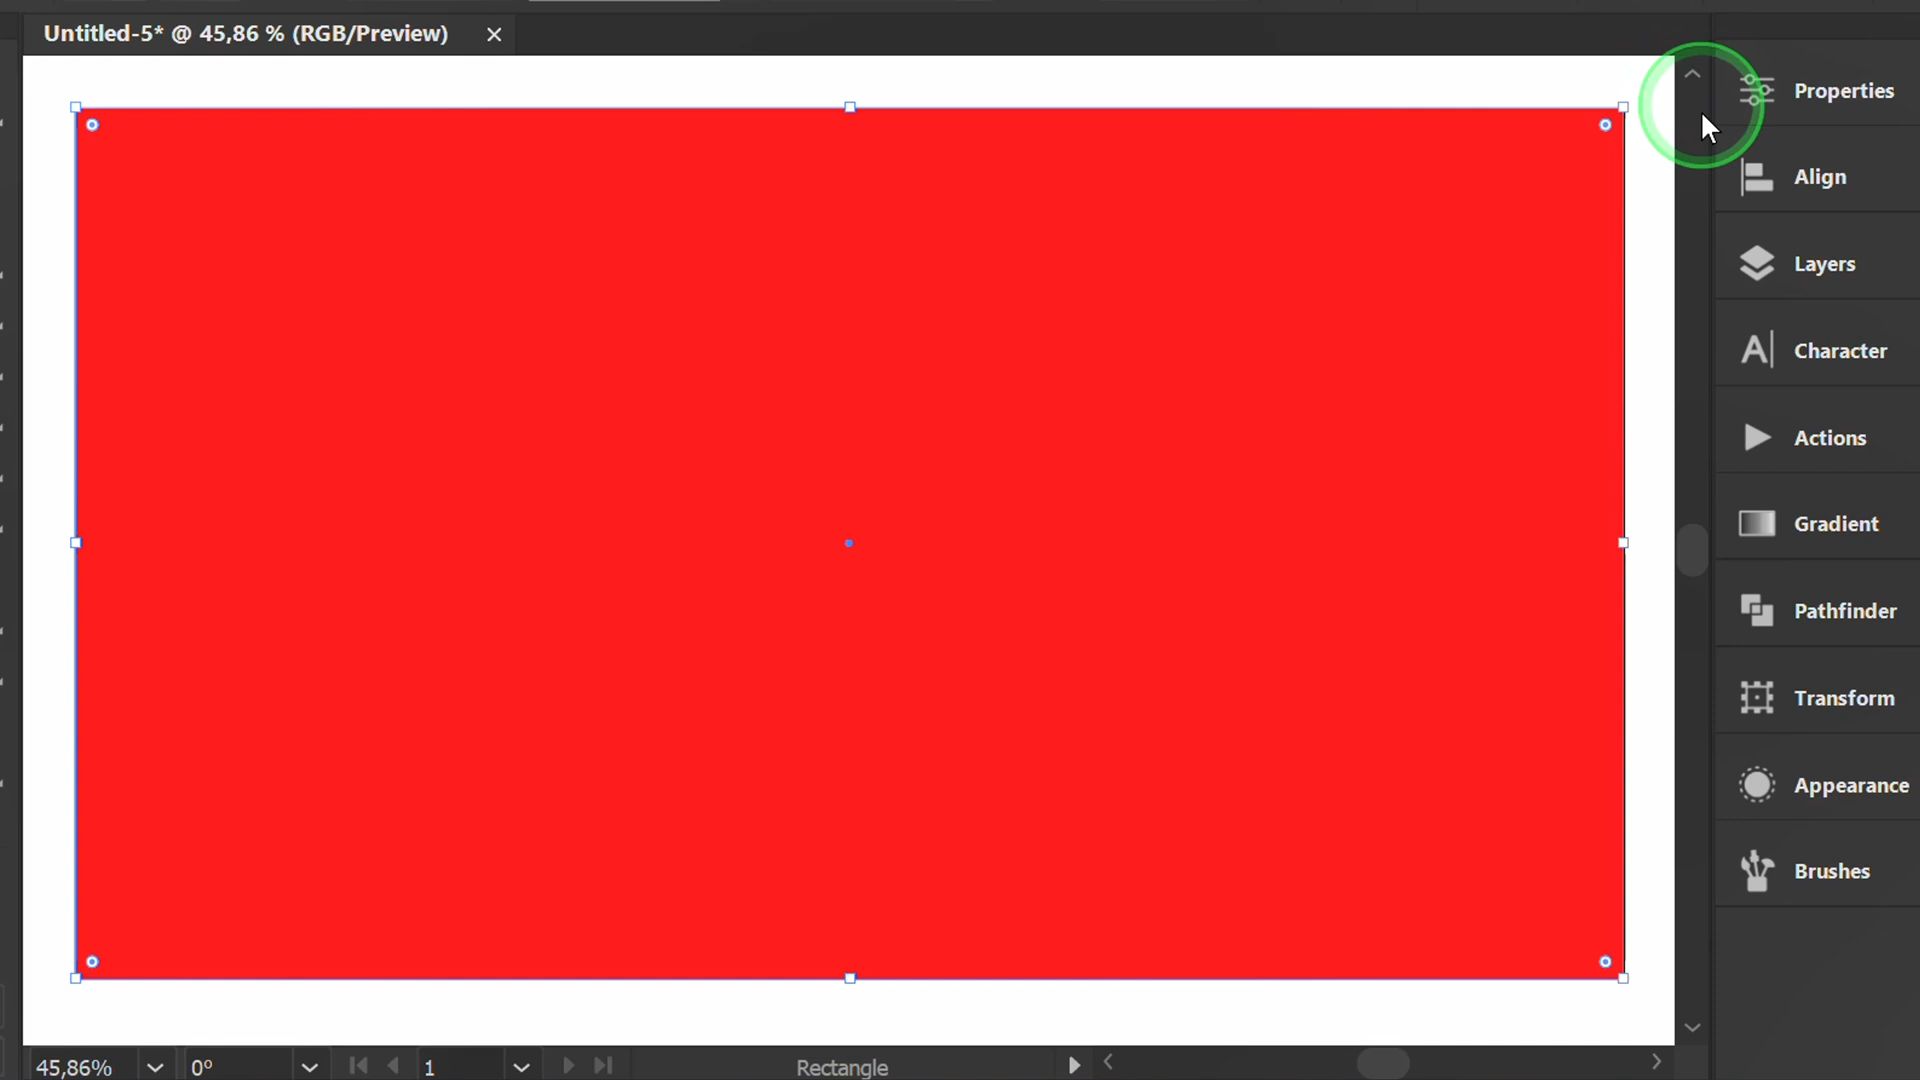 Untitled-5* @ 45,86 % (RGB/Preview)
Properties
Align
Layers
Character
Actions
Gradient
Pathfinder
Transform
Appearance
Brushes
45,86%
0°
1
Rectangle